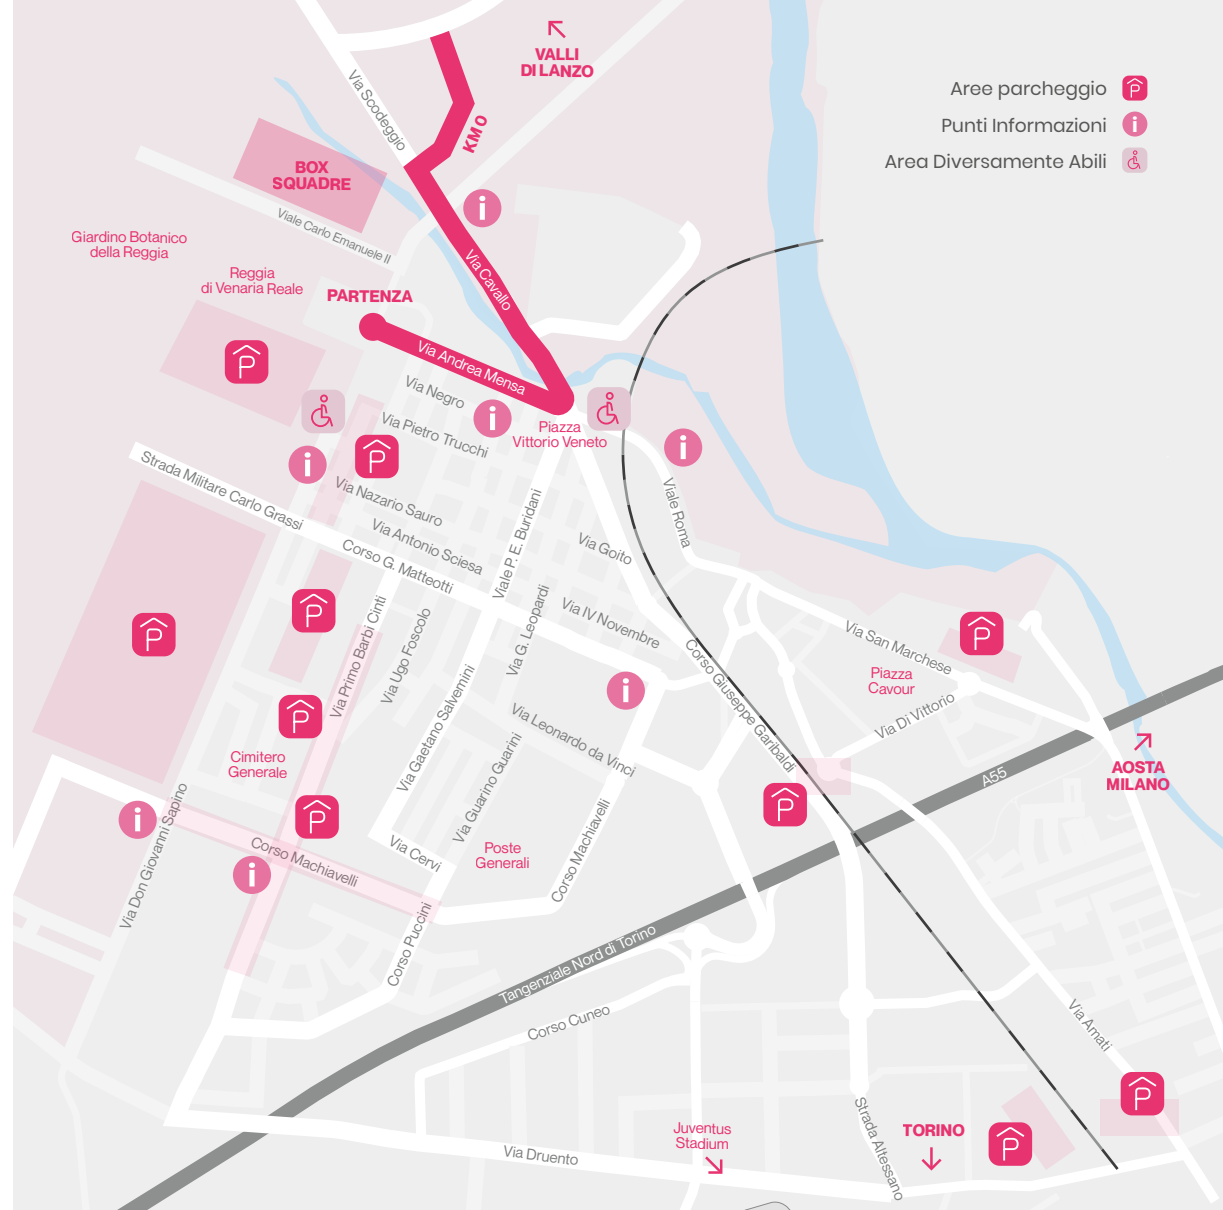 VALLI
DI LANZO
Aree parcheggio
P
Punti Informazioni
i
Area Diversamente Abili
Via Scodeggio
KM 0
BOX
SQUADRE
i
Viale Carlo Emanuele II
Giardino Botanico
della Reggia
Reggia
di Venaria Reale
PARTENZA
Via Cavallo
P
Via Andrea Mensa
Via Negro
i
Piazza
Vittorio Veneto
Via Pietro Trucchi
P
i
i
Strada Militare Carlo Grassi
Via Nazario Sauro
Via Antonio Sciesa
Corso G. Matteotti
Viale P. E. Buridani
Via Goito
Viale Roma
P
P
Via Primo Barbi Cinti
Via Ugo Foscolo
Via G. Leopardi
Via IV Novembre
Via San Marchese
P
Piazza
Cavour
Via Di Vittorio
i
Corso Giuseppe Garibaldi
P
Via Gaetano Salvemini
Via Leonardo da Vinci
Cimitero
Generale
Via Guarino Guarini
AOSTA
MILANO
A55
P
P
i
Via Don Giovanni Sapino
Corso Machiavelli
i
Via Cervi
Poste
Generali
Corso Machiavelli
Corso Puccini
Tangenziale Nord di Torino
Corso Cuneo
Via Amati
P
Strada Altessano
Juventus
Stadium
TORINO
P
Via Druento